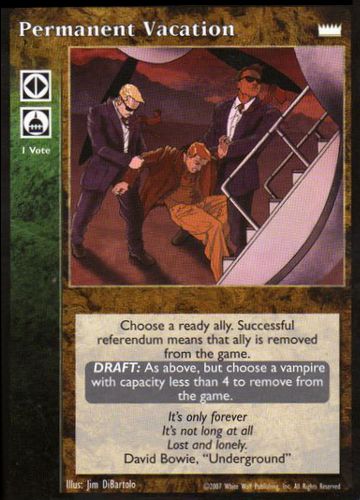 Permanent Vacation
1 Vote
Choose a ready ally. Successful
referendum means that ally is removed
from the game.
DRAFT: As above, but choose a vampire
with capacity less than 4 to remove from
the game.
It's only forever
It's not long at all
Lost and lonely.
David Bowie, "Underground"
Illus: Jim DiBartolo
©2007 White Wolf Publishing, Inc. All Rights Reserved.